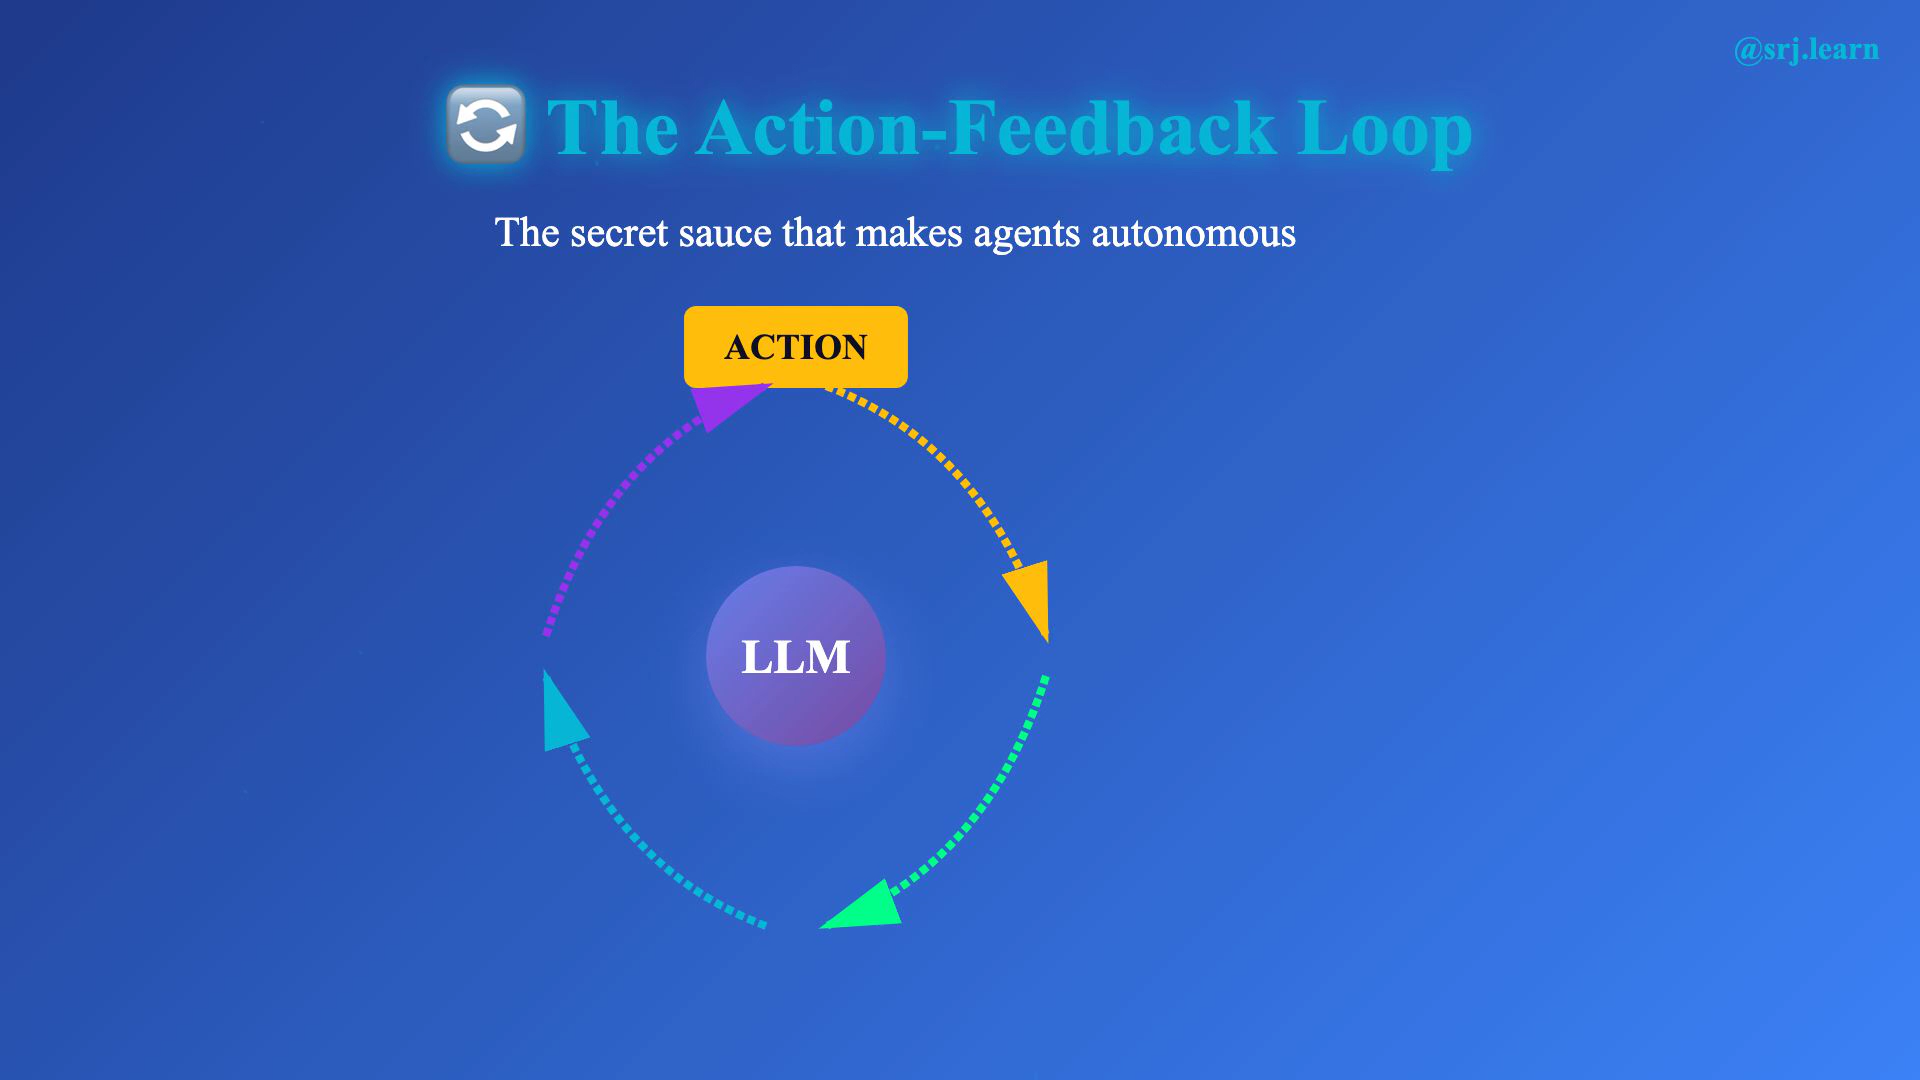 @srj.learn
The Action-Feedback Loop
The secret sauce that makes agents autonomous
ACTION
LLM